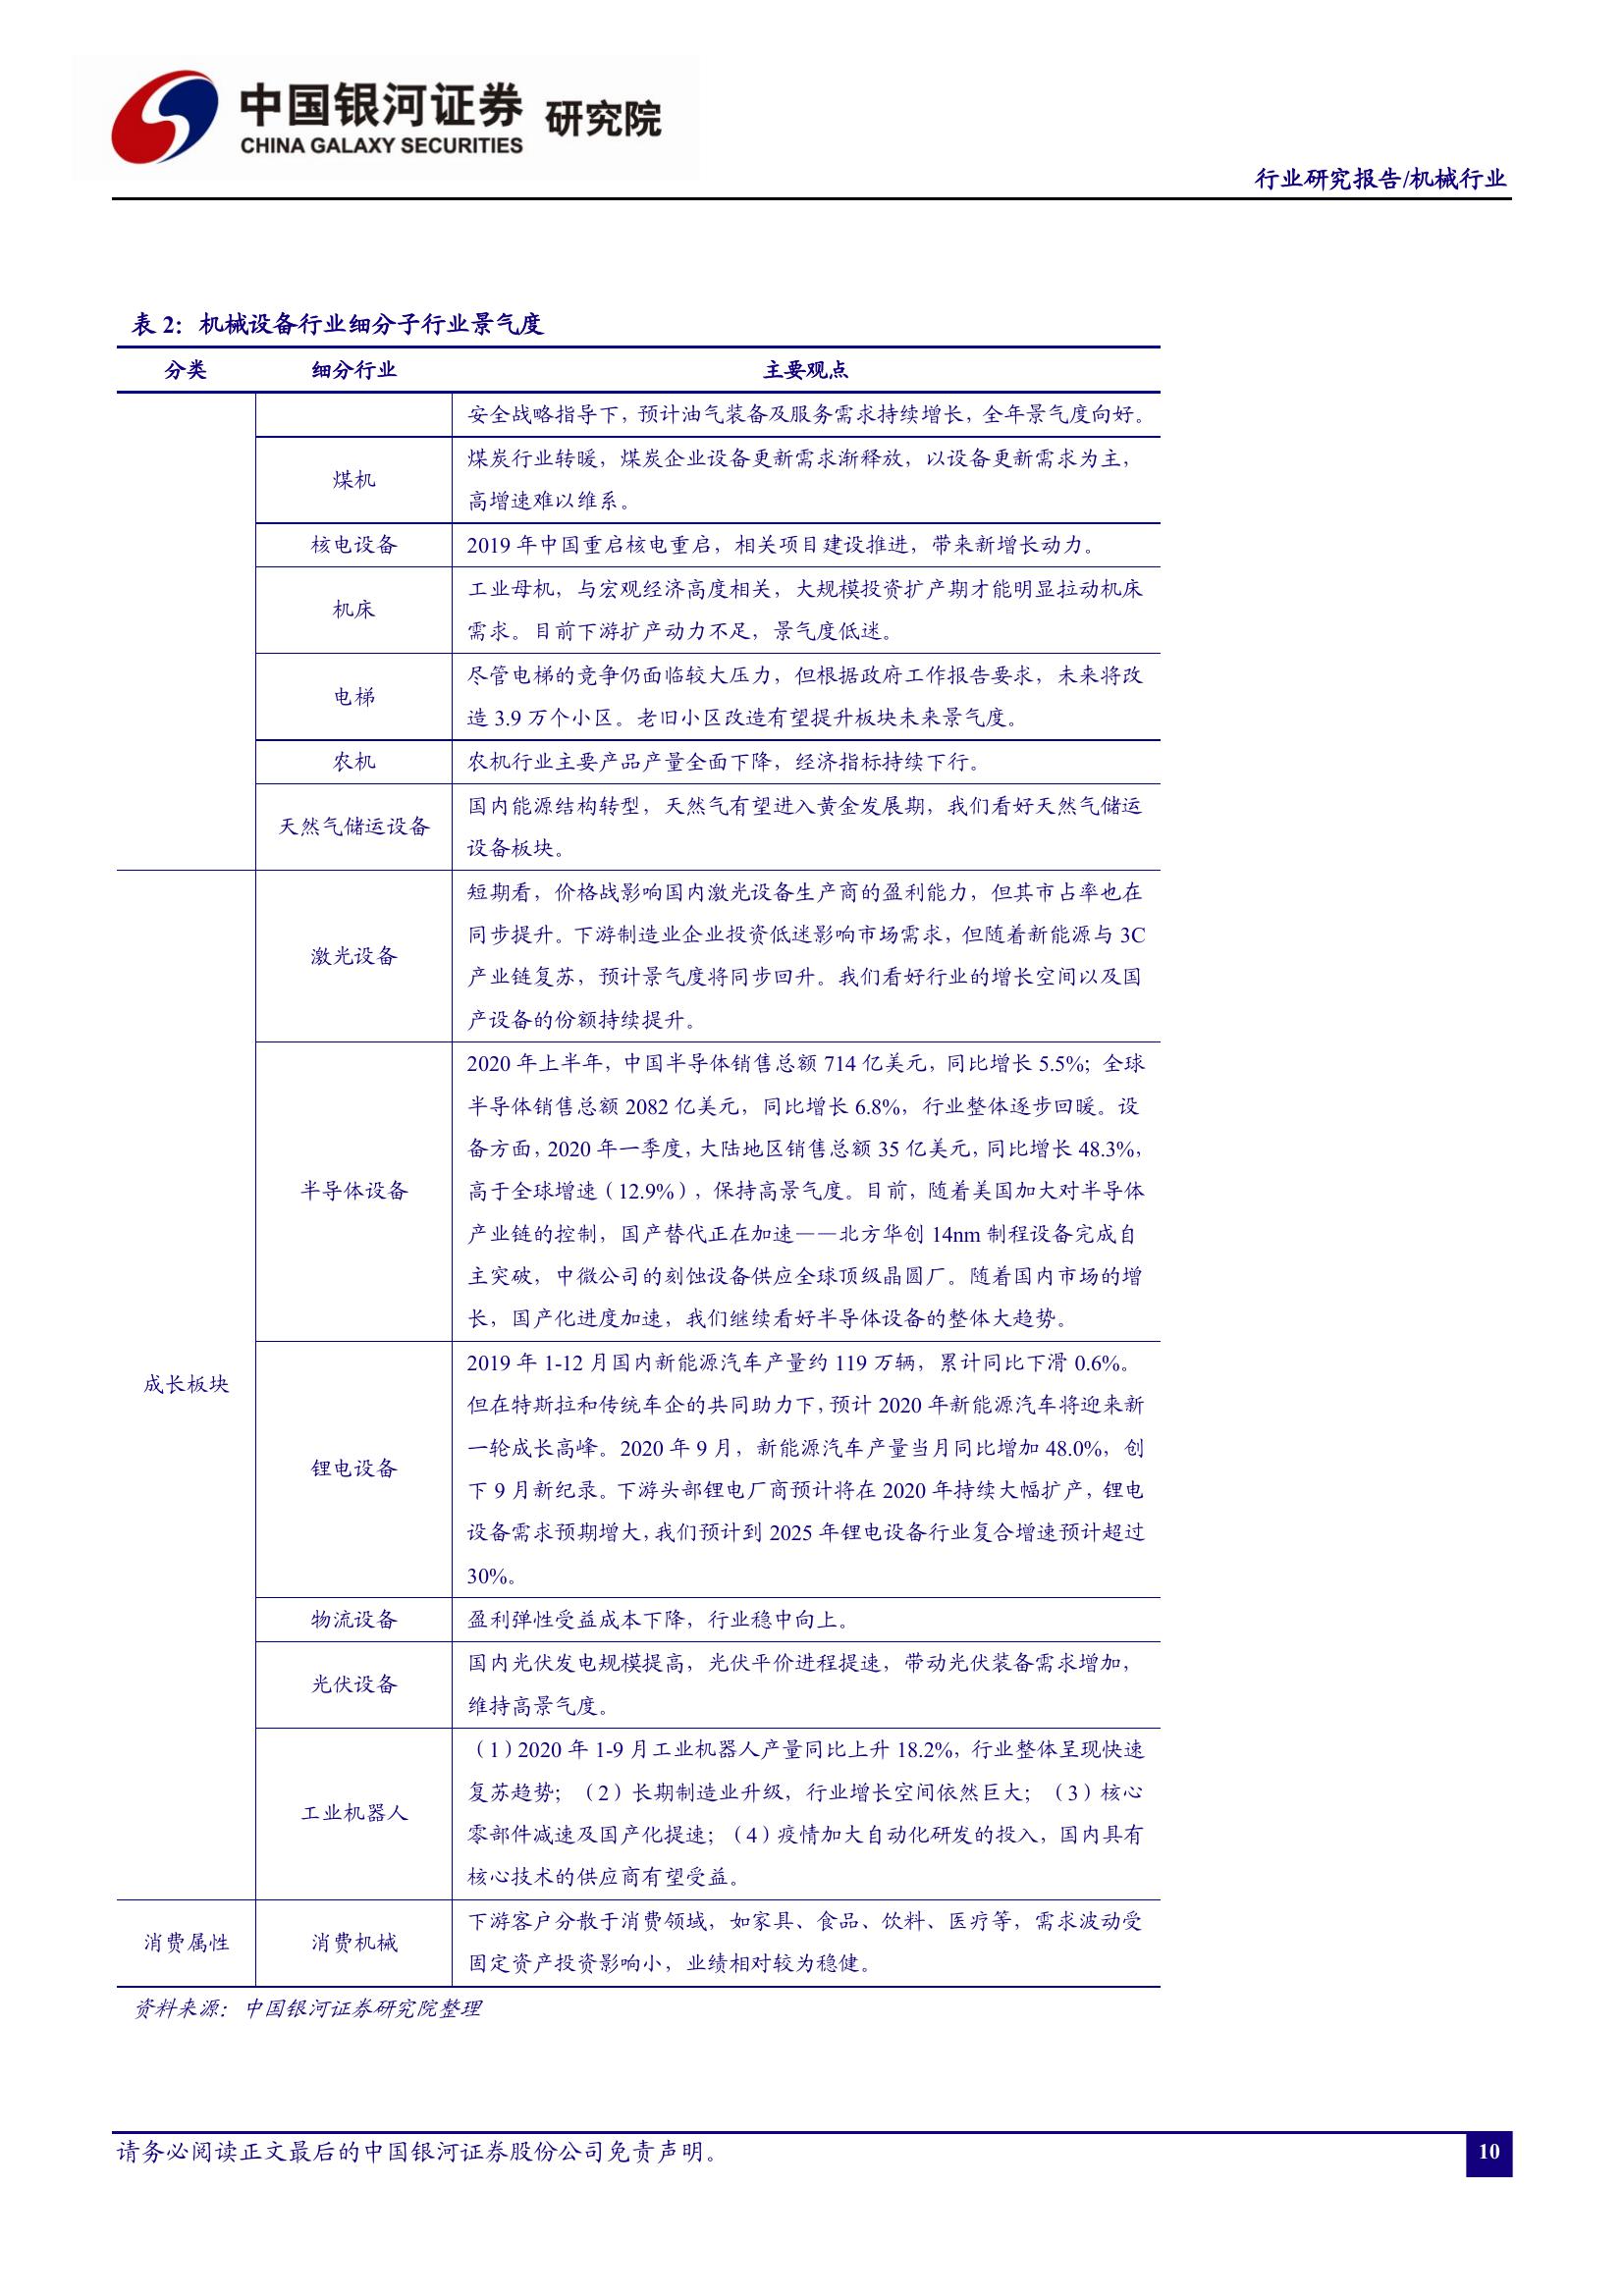 中国银河证券 研究院
CHINA GALAXY SECURITIES
行业研究报告/机械行业
表 2：机械设备行业细分子行业景气度
分类 细分行业 主要观点
安全战略指导下，预计油气装备及服务需求持续增长，全年景气度向好。
煤机
煤炭行业转暖，煤炭企业设备更新需求渐释放，以设备更新需求为主，
高增速难以维系。
核电设备
2019 年中国重启核电重启，相关项目建设推进，带来新增长动力。
机床
工业母机，与宏观经济高度相关，大规模投资扩产期才能明显拉动机床
需求。目前下游扩产动力不足，景气度低迷。
电梯
尽管电梯的竞争仍面临较大压力，但根据政府工作报告要求，未来将改
造 3.9 万个小区。老旧小区改造有望提升板块未来景气度。
农机
农机行业主要产品产量全面下降，经济指标持续下行。
天然气储运设备
国内能源结构转型，天然气有望进入黄金发展期，我们看好天然气储运
设备板块。
成长板块
激光设备
短期看，价格战影响国内激光设备生产商的盈利能力，但其市占率也在
同步提升。下游制造业企业投资低迷影响市场需求，但随着新能源与 3C
产业链复苏，预计景气度将同步回升。我们看好行业的增长空间以及国
产设备的份额持续提升。
半导体设备
2020 年上半年，中国半导体销售总额 714 亿美元，同比增长 5.5%；全球
半导体销售总额 2082 亿美元，同比增长 6.8%，行业整体逐步回暖。设
备方面，2020 年一季度，大陆地区销售总额 35 亿美元，同比增长 48.3%，
高于全球增速（12.9%），保持高景气度。目前，随着美国加大对半导体
产业链的控制，国产替代正在加速——北方华创 14nm 制程设备完成自
主突破，中微公司的刻蚀设备供应全球顶级晶圆厂。随着国内市场的增
长，国产化进度加速，我们继续看好半导体设备的整体大趋势。
锂电设备
2019 年 1-12 月国内新能源汽车产量约 119 万辆，累计同比下滑 0.6%。
但在特斯拉和传统车企的共同助力下，预计 2020 年新能源汽车将迎来新
一轮成长高峰。2020 年 9 月，新能源汽车产量当月同比增加 48.0%，创
下 9 月新纪录。下游头部锂电厂商预计将在 2020 年持续大幅扩产，锂电
设备需求预期增大，我们预计到 2025 年锂电设备行业复合增速预计超过
30%。
物流设备
盈利弹性受益成本下降，行业稳中向上。
光伏设备
国内光伏发电规模提高，光伏平价进程提速，带动光伏装备需求增加，
维持高景气度。
工业机器人
（1）2020 年 1-9 月工业机器人产量同比上升 18.2%，行业整体呈现快速
复苏趋势；（2）长期制造业升级，行业增长空间依然巨大；（3）核心
零部件减速及国产化提速；（4）疫情加大自动化研发的投入，国内具有
核心技术的供应商有望受益。
消费属性
消费机械
下游客户分散于消费领域，如家具、食品、饮料、医疗等，需求波动受
固定资产投资影响小，业绩相对较为稳健。
资料来源：中国银河证券研究院整理
请务必阅读正文最后的中国银河证券股份公司免责声明。
10